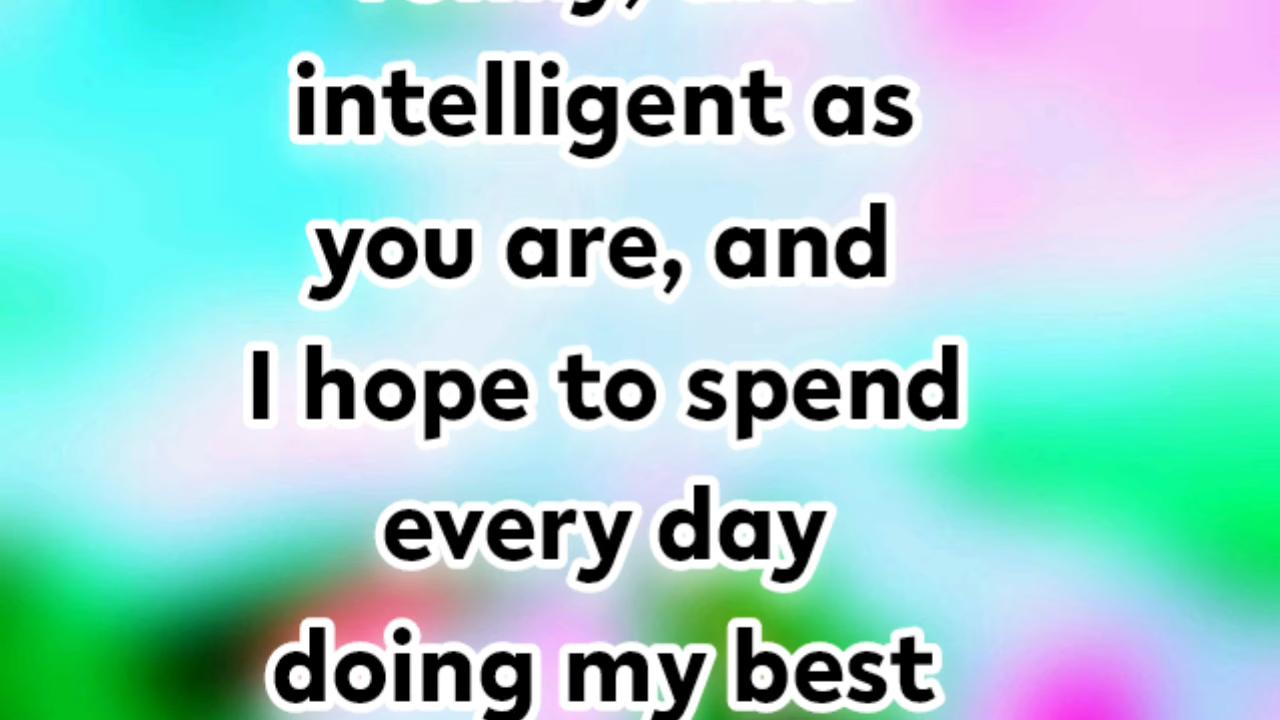 intelligent as
you are, and
I hope to spend
every day
doing my best